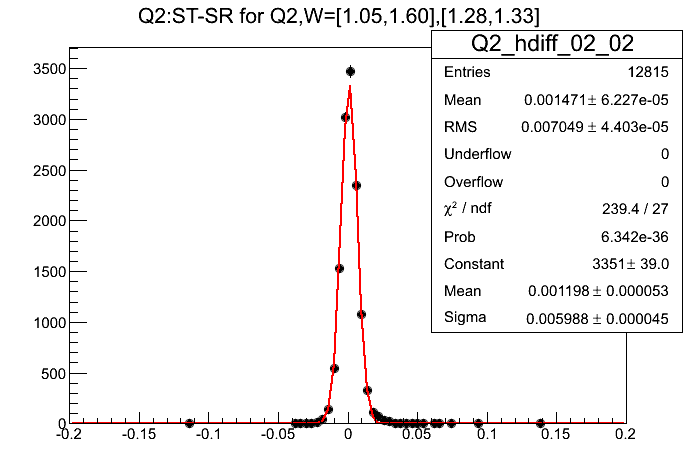 Q2:ST-SR for Q2,W=[1.05,1.60],[1.28,1.33]
Q2_hdiff_02_02
Entries 12815
Mean 0.001471± 6.227e-05
RMS 0.007049 ± 4.403e-05
Underflow 0
Overflow 0
χ² / ndf 239.4 / 27
Prob 6.342e-36
Constant 3351± 39.0
Mean 0.001198 ± 0.000053
Sigma 0.005988 ± 0.000045
3500
3000
2500
2000
1500
1000
500
0
-0.2 -0.15 -0.1 -0.05 0 0.05 0.1 0.15 0.2